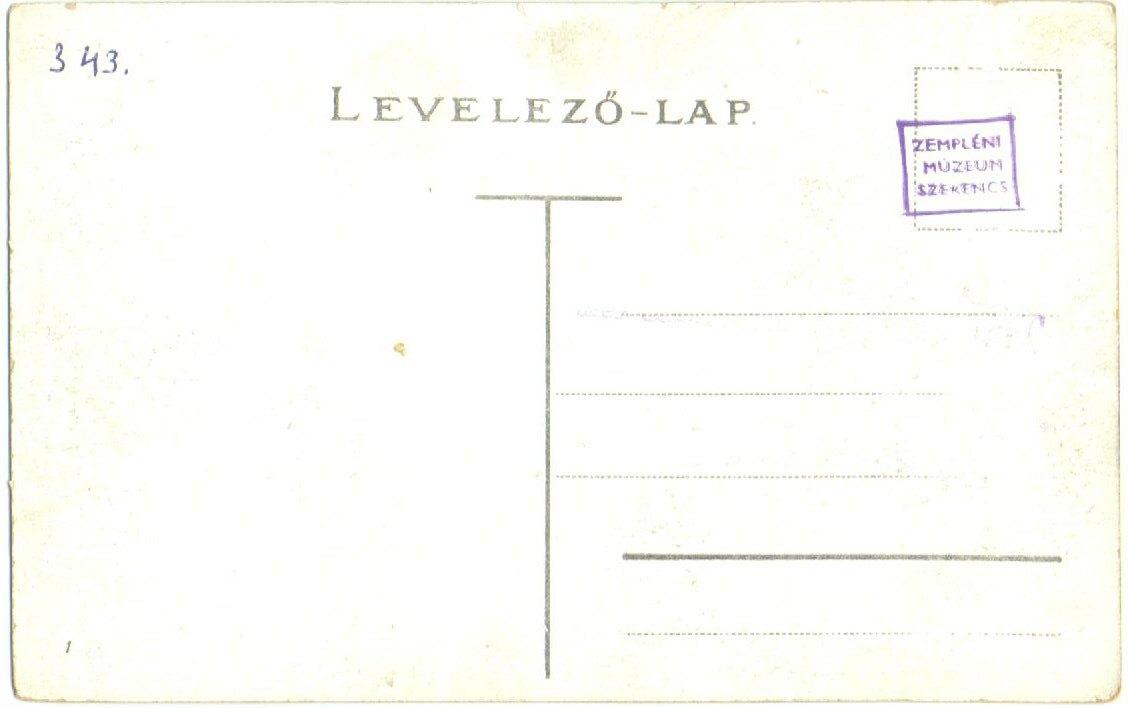 343.
LEVELEZŐ-LAP.
ZEMPLÉNI
MÚZEUM
SZERENCS
1